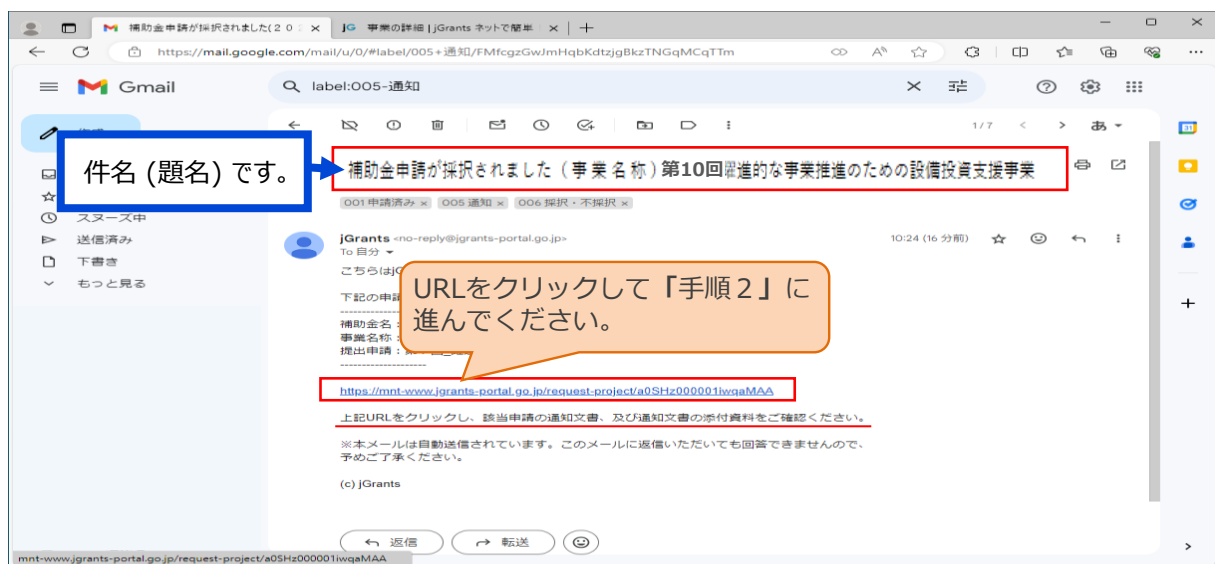 補助金申請が採択されました(２０
事業の詳細 | jGrants ネットで簡単
https://mail.google.com/mail/u/0/#label/005+通知/FMfcgzGwJmHqbKdtzjgBkzTNGqMCqTTm
Gmail
label:005-通知
1/7
あ
件名 (題名) です。
補助金申請が採択されました（事業名称）第10回躍進的な事業推進のための設備投資支援事業
001 申請済み × 005 通知 × 006 採択・不採択 ×
スヌーズ中
送信済み
下書き
もっと見る
jGrants <no-reply@jgrants-portal.go.jp>
10:24 (16 分前)
To 自分
こちらはjG
下記の申請
--------------------
補助金名：
事業名称：
提出申請：
--------------------
URLをクリックして「手順２」に
進んでください。
https://mnt-www.jgrants-portal.go.jp/request-project/a0SHz000001iwqaMAA
上記URLをクリックし、該当申請の通知文書、及び通知文書の添付資料をご確認ください。
※本メールは自動送信されています。このメールに返信いただいても回答できませんので、
予めご了承ください。
(c) jGrants
返信
転送
mnt-www.jgrants-portal.go.jp/request-project/a0SHz000001iwqaMAA